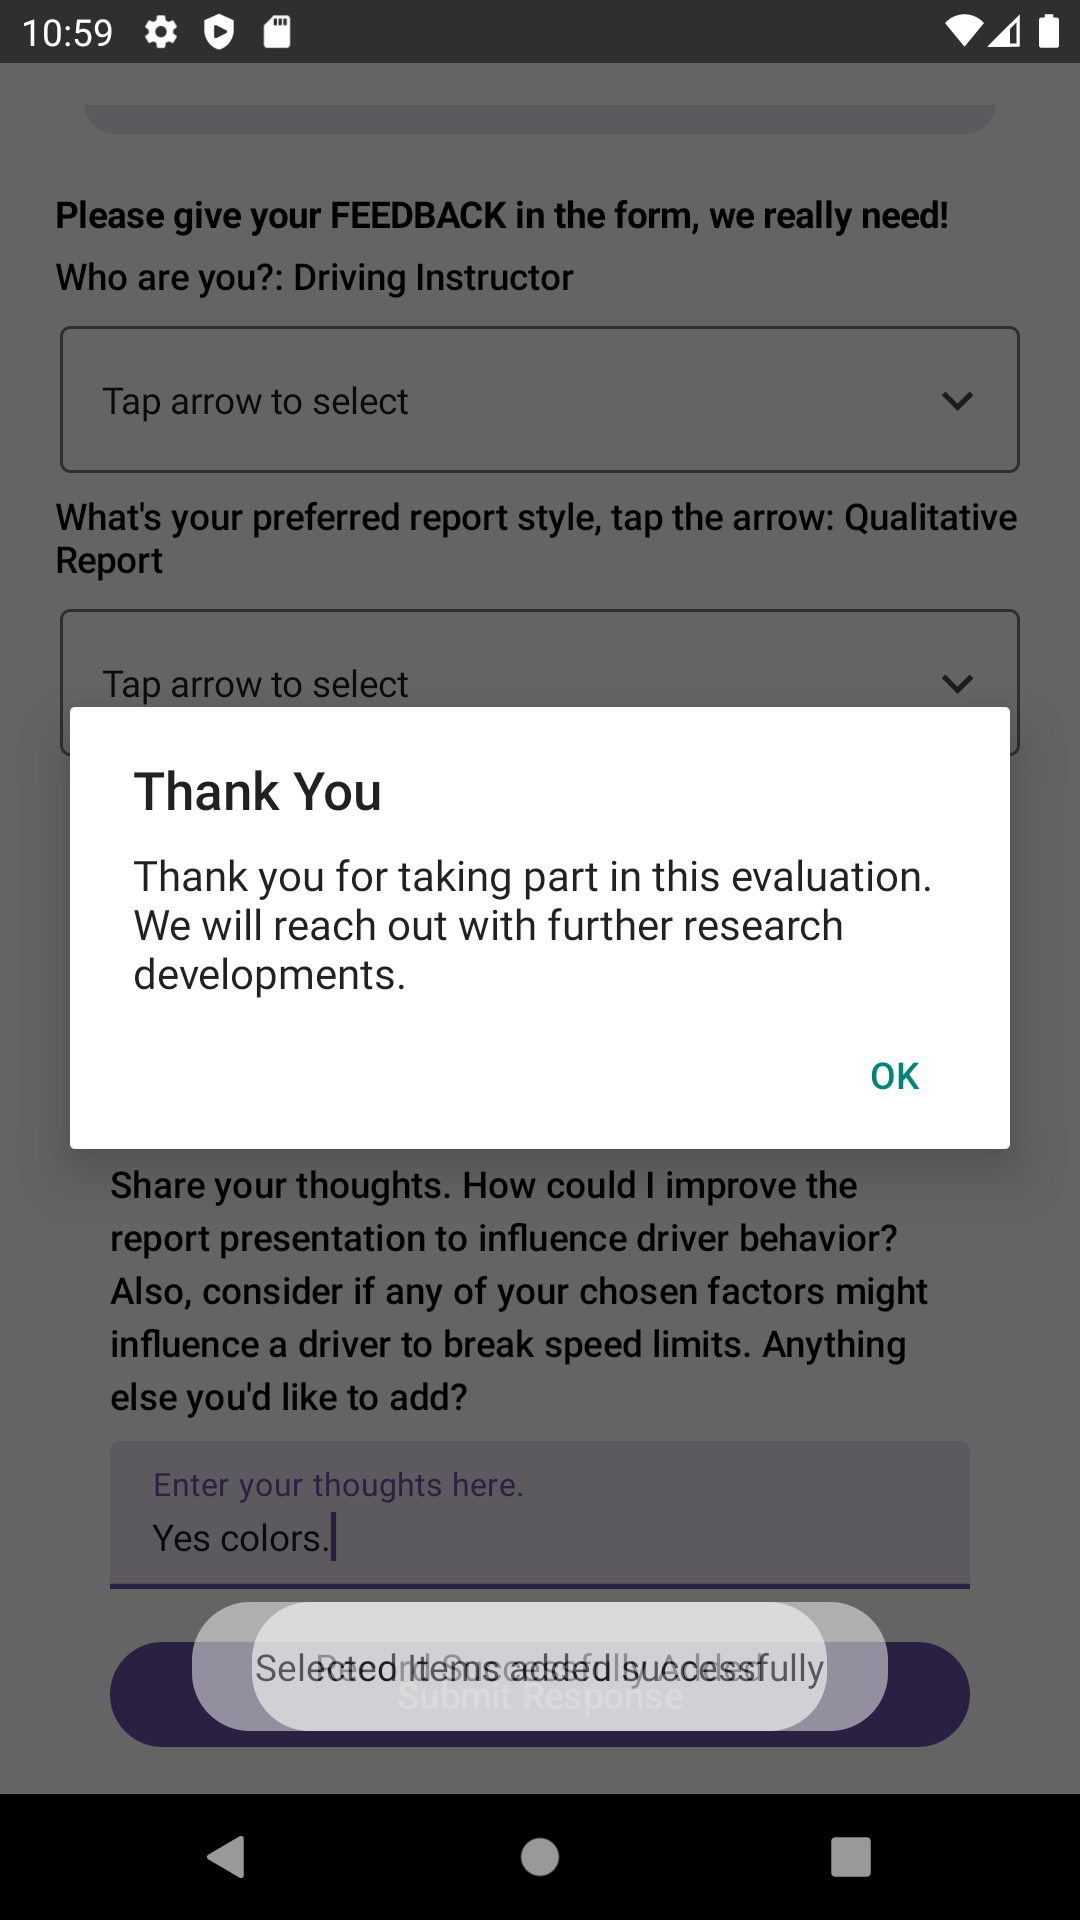 10:59
Please give your FEEDBACK in the form, we really need!
Who are you?: Driving Instructor
Tap arrow to select
What's your preferred report style, tap the arrow: Qualitative
Report
Tap arrow to select
Thank You
Thank you for taking part in this evaluation.
We will reach out with further research
developments.
OK
Share your thoughts. How could I improve the
report presentation to influence driver behavior?
Also, consider if any of your chosen factors might
influence a driver to break speed limits. Anything
else you'd like to add?
Enter your thoughts here.
Yes colors.
Selected Items added successfully
Submit Response